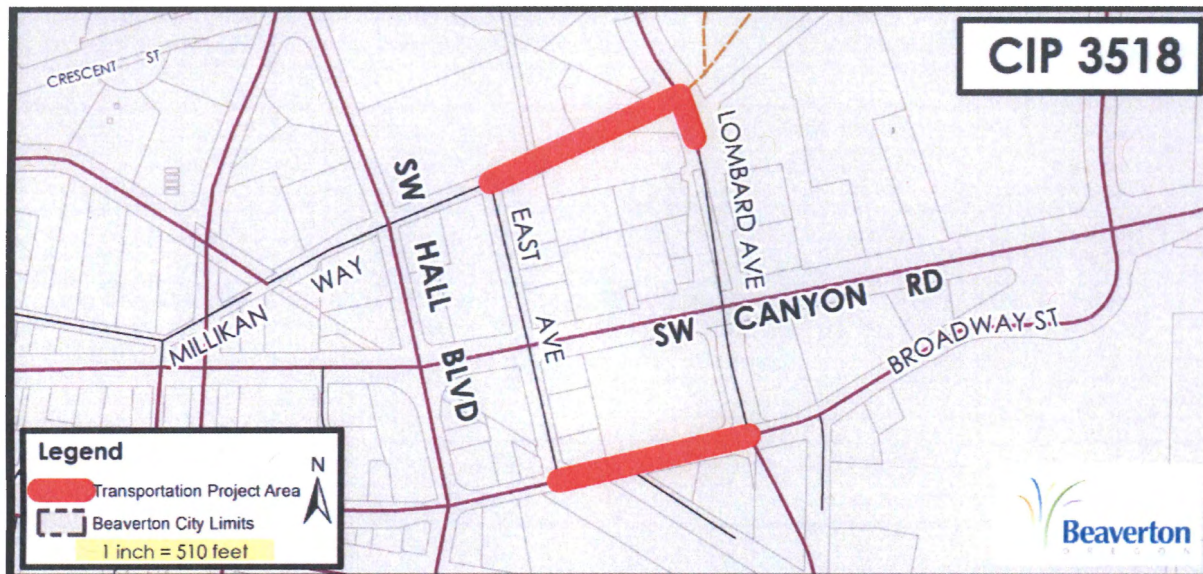 CIP 3518
CRESCENT ST
SW HALL BLVD
LOMBARD AVE
EAST AVE
MILLIKAN WAY
SW CANYON RD
BROADWAY ST
Legend
Transportation Project Area
Beaverton City Limits
1 inch = 510 feet
N
Beaverton
OREGON